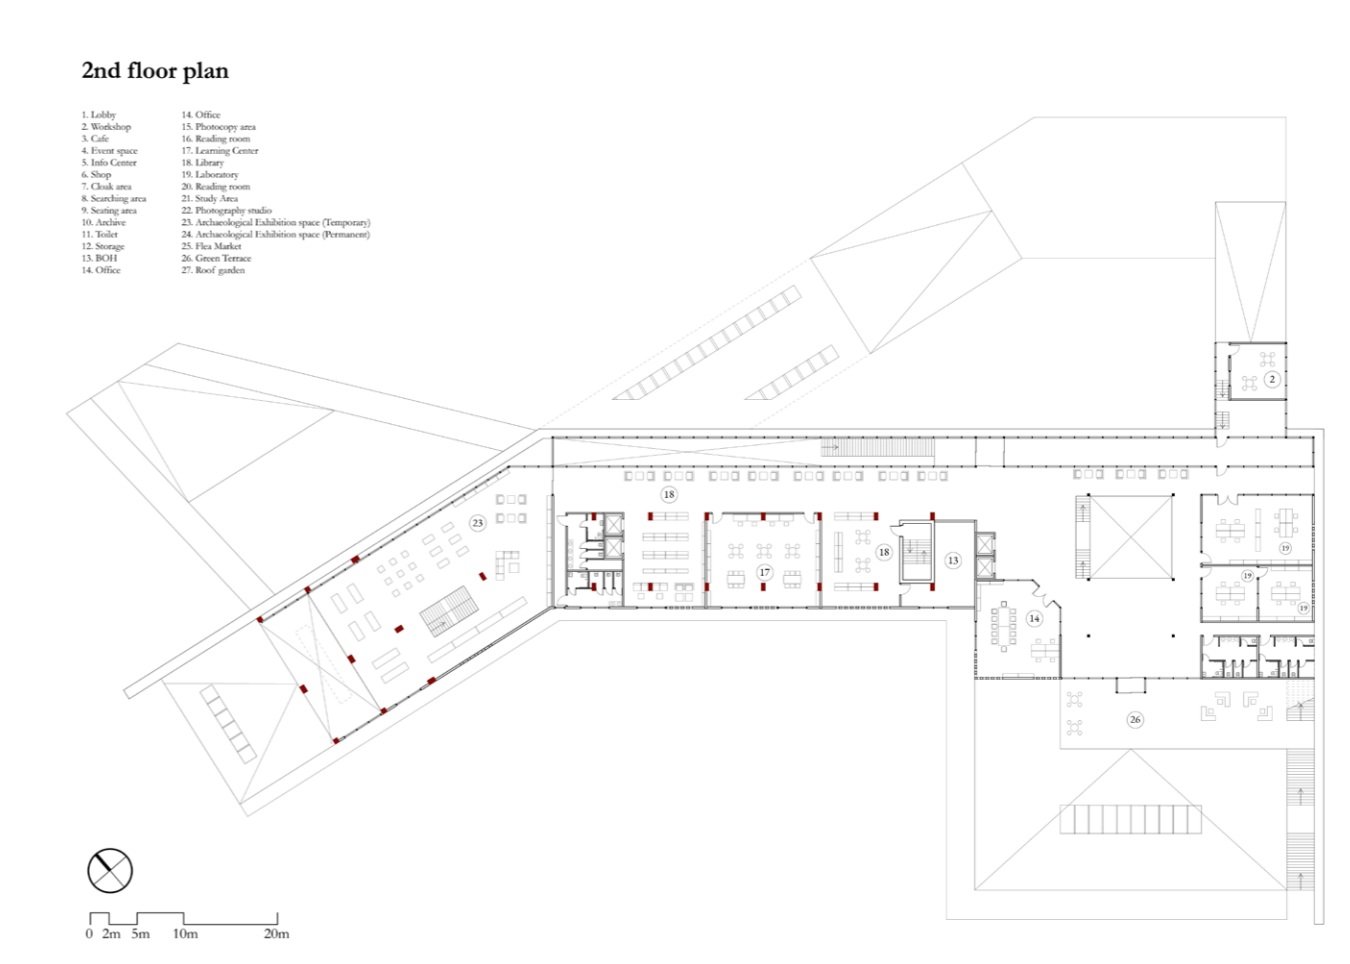 2nd floor plan
1. Lobby
2. Workshop
3. Cafe
4. Event space
5. Info Center
6. Shop
7. Cloak area
8. Searching area
9. Seating area
10. Archive
11. Toilet
12. Storage
13. BOH
14. Office
14. Office
15. Photocopy area
16. Reading room
17. Learning Center
18. Library
19. Laboratory
20. Reading room
21. Study Area
22. Photography studio
23. Archaeological Exhibition space (Temporary)
24. Archaeological Exhibition space (Permanent)
25. Flea Market
26. Green Terrace
27. Roof garden
2
18
23
19
18
13
17
19
19
14
26
0 2m 5m 10m 20m